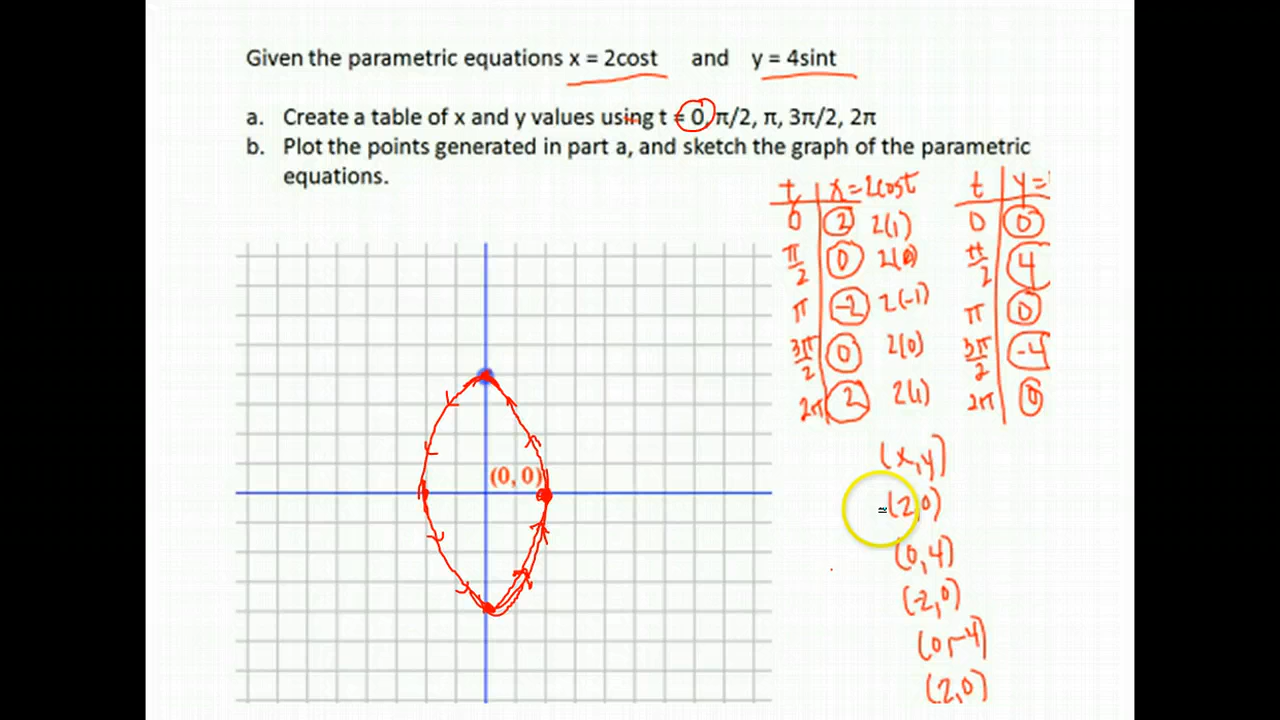 Given the parametric equations x = 2cost and y = 4sint
a. Create a table of x and y values using t = 0, π/2, π, 3π/2, 2π
b. Plot the points generated in part a, and sketch the graph of the parametric
equations.
t x=2cost t y=
0 2 2(1) 0 0
π/2 0 2(0) π/2 4
π -2 2(-1) π 0
3π/2 0 2(0) 3π/2 -4
2π 2 2(1) 2π 0
(0, 0)
(x,y)
(2,0)
(0,4)
(-2,0)
(0,-4)
(2,0)